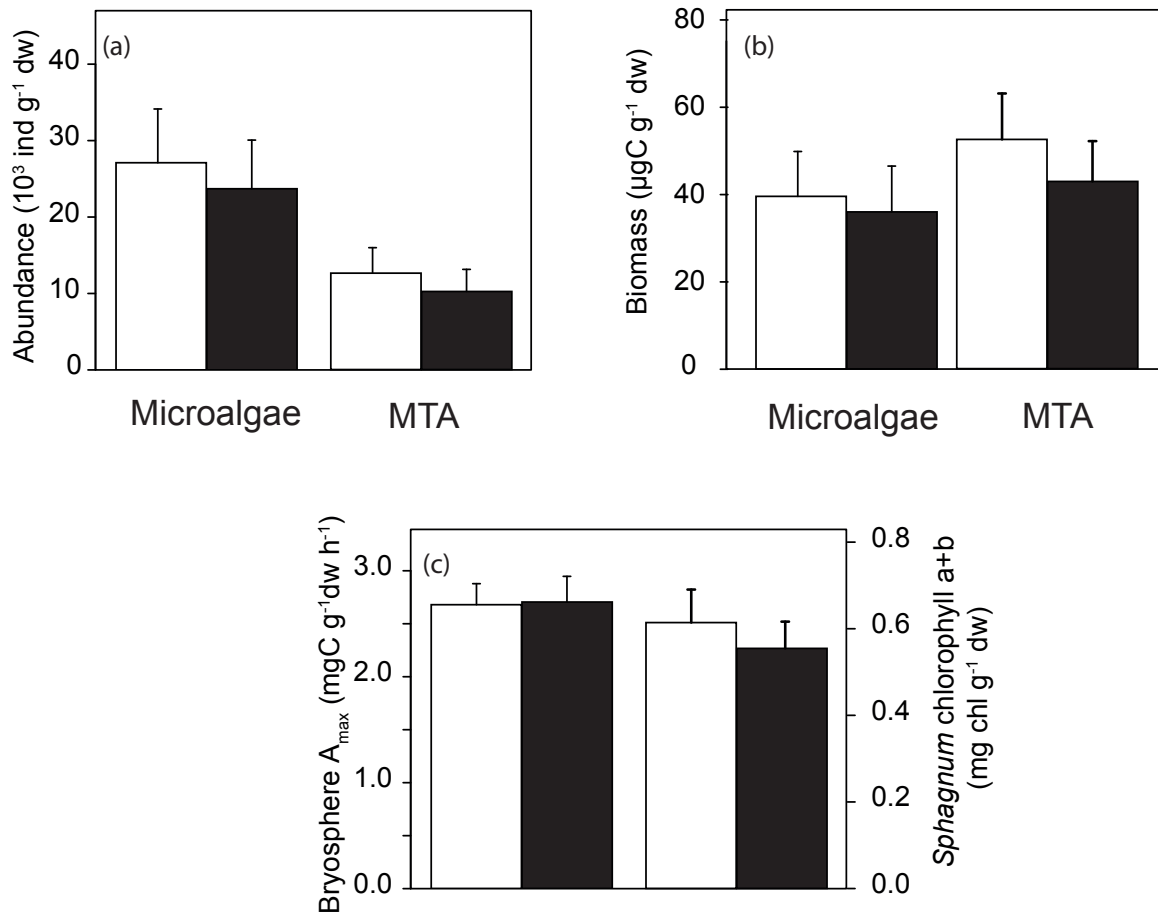 (a)
Abundance (10³ ind g⁻¹ dw)
40
30
20
10
0
Microalgae
MTA
(b)
Biomass (µgC g⁻¹ dw)
80
60
40
20
0
Microalgae
MTA
(c)
Bryosphere Amax (mgC g⁻¹dw h⁻¹)
3.0
2.0
1.0
0.0
0.8
0.6
0.4
0.2
0.0
Sphagnum chlorophyll a+b
(mg chl g⁻¹ dw)